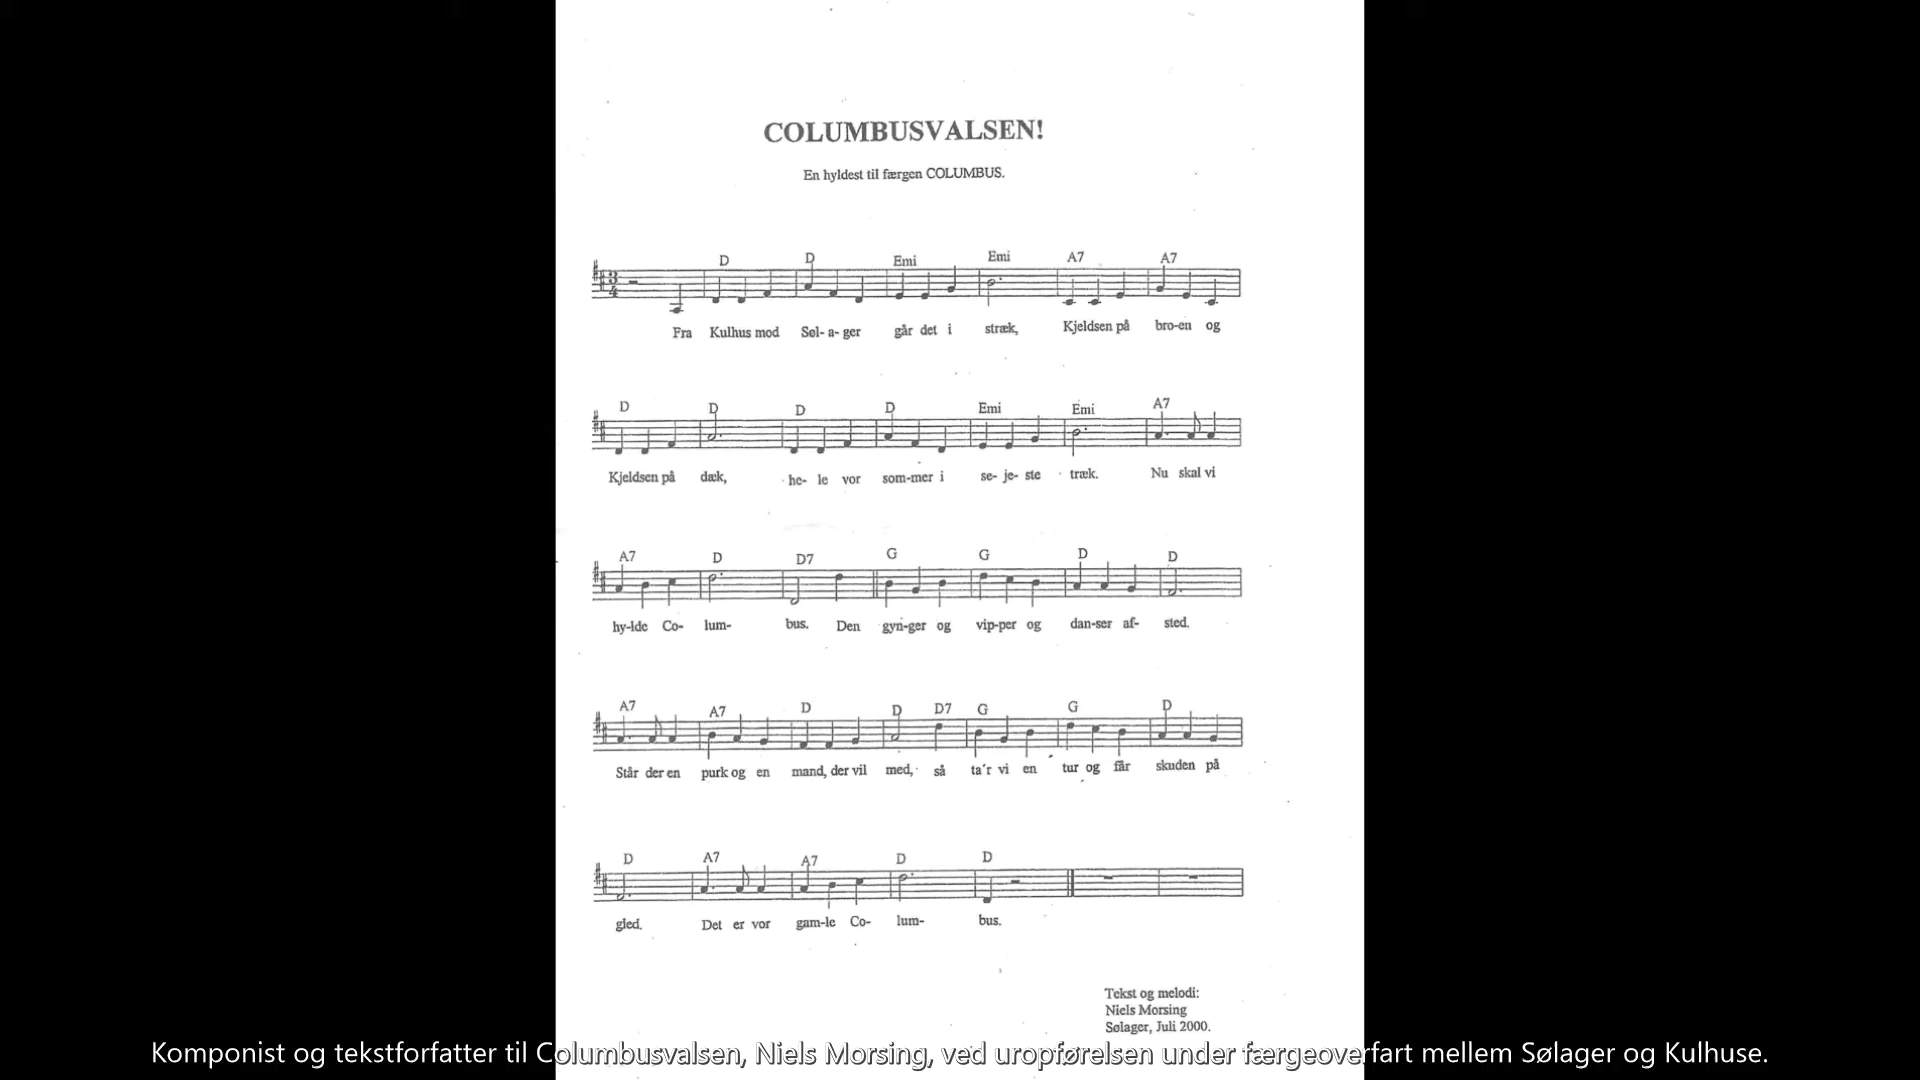 COLUMBUSVALSEN!
En hyldest til færgen COLUMBUS.
D D Emi Emi A7 A7
Fra Kulhus mod Søl- a- ger går det i stræk, Kjeldsen på bro-en og
D D D D Emi Emi A7
Kjeldsen på dæk, he- le vor som-mer i se- je- ste træk. Nu skal vi
A7 D D7 G G D D
hy-lde Co- lum- bus. Den gyn-ger og vip-per og dan-ser af- sted.
A7 A7 D D D7 G G D
Står der en purk og en mand, der vil med, så ta´r vi en tur og får skuden på
D A7 A7 D D
gled. Det er vor gam-le Co- lum- bus.
Tekst og melodi:
Niels Morsing
Sølager, Juli 2000.
Komponist og tekstforfatter til Columbusvalsen, Niels Morsing, ved uropførelsen under færgeoverfart mellem Sølager og Kulhuse.